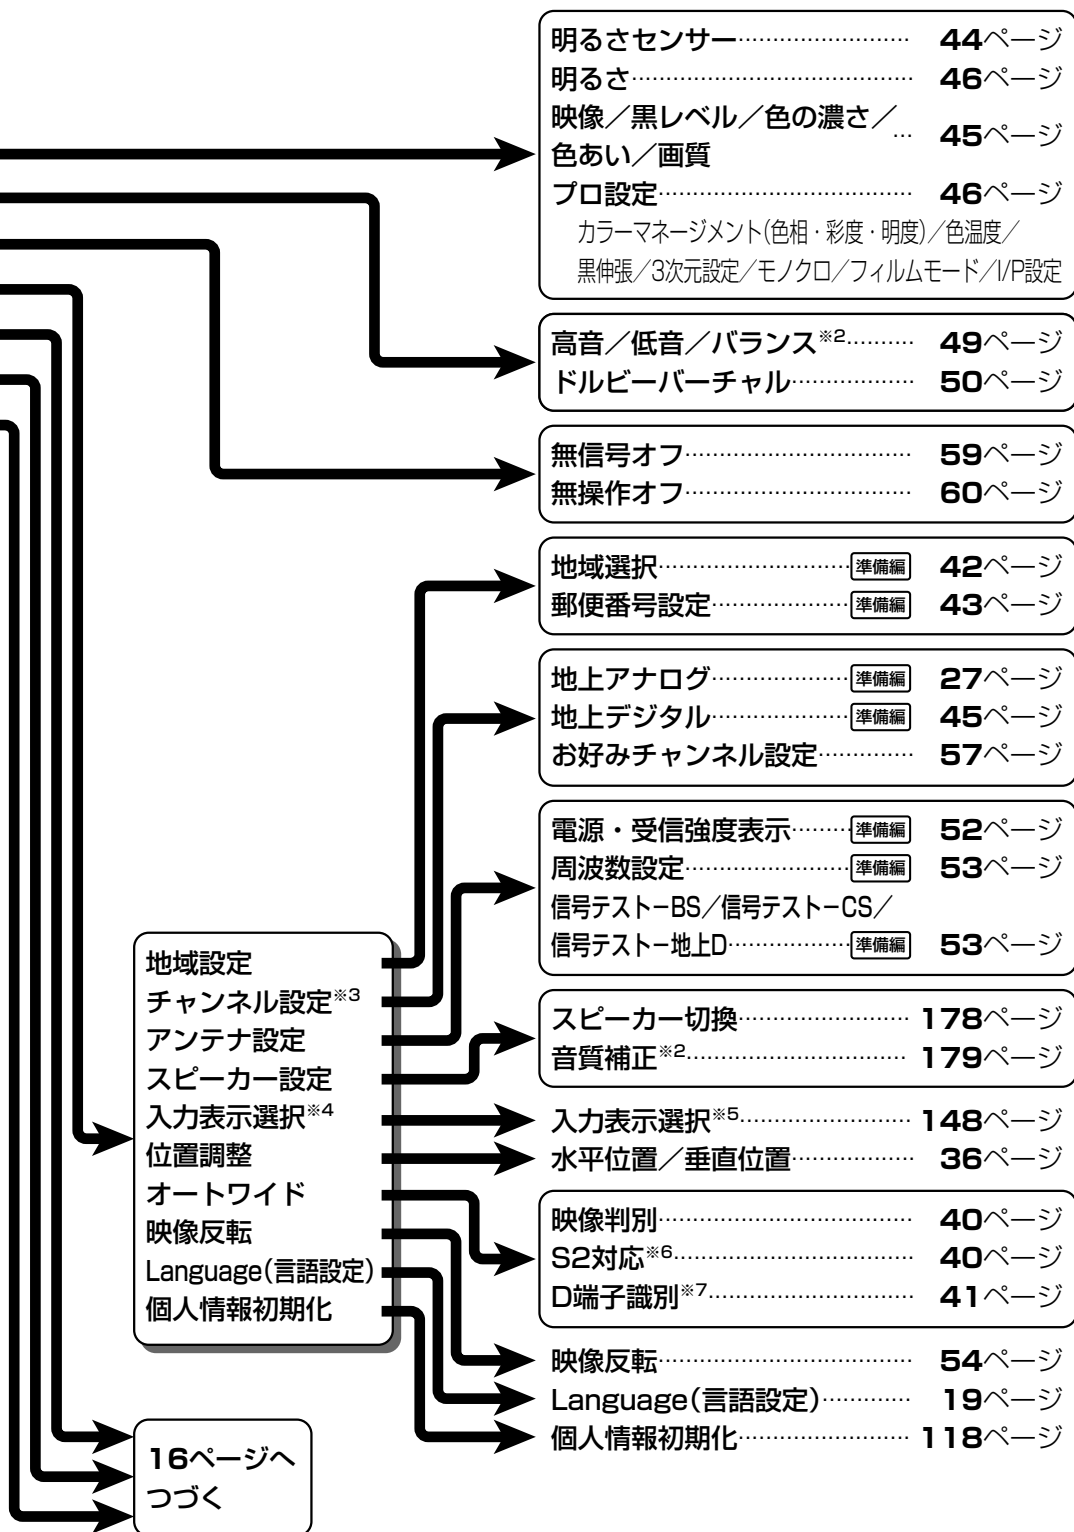 明るさセンサー………………………… 44ページ
明るさ………………………………… 46ページ
映像／黒レベル／色の濃さ／
色あい／画質 … 45ページ
プロ設定……………………………… 46ページ
カラーマネージメント（色相・彩度・明度）／色温度／
黒伸張／3次元設定／モノクロ／フィルムモード／I/P設定
高音／低音／バランス※2………… 49ページ
ドルビーバーチャル……………… 50ページ
無信号オフ…………………………… 59ページ
無操作オフ…………………………… 60ページ
地域選択………………………準備編 42ページ
郵便番号設定…………………準備編 43ページ
地上アナログ…………………準備編 27ページ
地上デジタル…………………準備編 45ページ
お好みチャンネル設定…………… 57ページ
電源・受信強度表示………準備編 52ページ
周波数設定……………………準備編 53ページ
信号テスト－BS／信号テスト－CS／
信号テスト－地上D………………準備編 53ページ
スピーカー切換…………………… 178ページ
音質補正※2………………………… 179ページ
入力表示選択※5…………………… 148ページ
水平位置／垂直位置……………… 36ページ
映像判別……………………………… 40ページ
S2対応※6…………………………… 40ページ
D端子識別※7………………………… 41ページ
映像反転……………………………… 54ページ
Language（言語設定）………… 19ページ
個人情報初期化…………………… 118ページ
地域設定
チャンネル設定※3
アンテナ設定
スピーカー設定
入力表示選択※4
位置調整
オートワイド
映像反転
Language（言語設定）
個人情報初期化
16ページへ
つづく